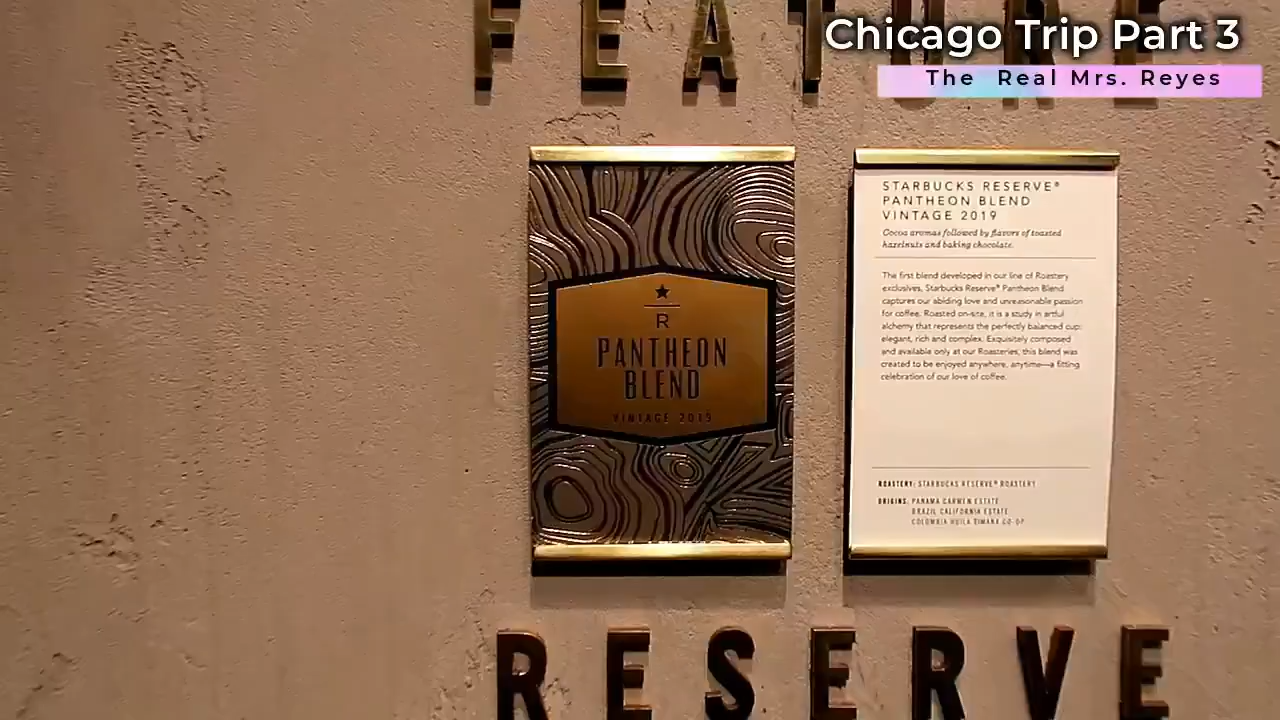 FEATURE
Chicago Trip Part 3
The Real Mrs. Reyes
R
PANTHEON
BLEND
VINTAGE 2019
STARBUCKS RESERVE®
PANTHEON BLEND
VINTAGE 2019
Cocoa aromas followed by flavors of toasted
hazelnuts and baking chocolate.
The first blend developed in our line of Roastery
exclusives, Starbucks Reserve® Pantheon Blend
captures our abiding love and unreasonable passion
for coffee. Roasted on-site, it is a study in artful
alchemy that represents the perfectly balanced cup:
elegant, rich and complex. Exquisitely composed
and available only at our Roasteries, this blend was
created to be enjoyed anywhere, anytime—a fitting
celebration of our love of coffee.
ROASTERY: STARBUCKS RESERVE® ROASTERY
ORIGINS: PANAMA CARMEN ESTATE
BRAZIL CALIFORNIA ESTATE
COLOMBIA HUILA TIMANA CO-OP
RESERVE